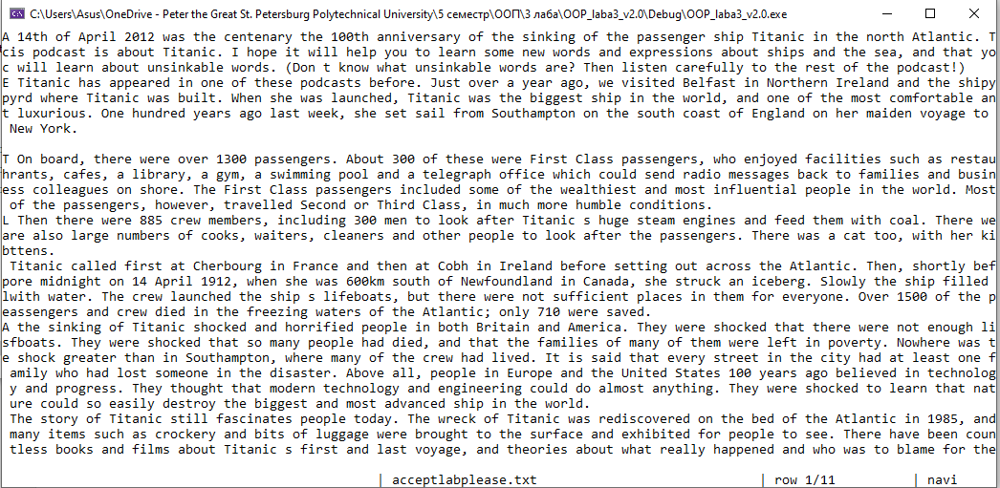 C:\Users\Asus\OneDrive - Peter the Great St. Petersburg Polytechnical University\5 семестр\ООП\3 лаба\OOP_laba3_v2.0\Debug\OOP_laba3_v2.0.exe
A 14th of April 2012 was the centenary the 100th anniversary of the sinking of the passenger ship Titanic in the north Atlantic. T
cis podcast is about Titanic. I hope it will help you to learn some new words and expressions about ships and the sea, and that yo
c will learn about unsinkable words. (Don t know what unsinkable words are? Then listen carefully to the rest of the podcast!)
E Titanic has appeared in one of these podcasts before. Just over a year ago, we visited Belfast in Northern Ireland and the shipy
pyrd where Titanic was built. When she was launched, Titanic was the biggest ship in the world, and one of the most comfortable an
t luxurious. One hundred years ago last week, she set sail from Southampton on the south coast of England on her maiden voyage to
New York.
T On board, there were over 1300 passengers. About 300 of these were First Class passengers, who enjoyed facilities such as restau
hrants, cafes, a library, a gym, a swimming pool and a telegraph office which could send radio messages back to families and busin
ess colleagues on shore. The First Class passengers included some of the wealthiest and most influential people in the world. Most
of the passengers, however, travelled Second or Third Class, in much more humble conditions.
L Then there were 885 crew members, including 300 men to look after Titanic s huge steam engines and feed them with coal. There we
are also large numbers of cooks, waiters, cleaners and other people to look after the passengers. There was a cat too, with her ki
bttens.
Titanic called first at Cherbourg in France and then at Cobh in Ireland before setting out across the Atlantic. Then, shortly bef
pore midnight on 14 April 1912, when she was 600km south of Newfoundland in Canada, she struck an iceberg. Slowly the ship filled
lwith water. The crew launched the ship s lifeboats, but there were not sufficient places in them for everyone. Over 1500 of the p
eassengers and crew died in the freezing waters of the Atlantic; only 710 were saved.
A the sinking of Titanic shocked and horrified people in both Britain and America. They were shocked that there were not enough li
sfboats. They were shocked that so many people had died, and that the families of many of them were left in poverty. Nowhere was t
e shock greater than in Southampton, where many of the crew had lived. It is said that every street in the city had at least one f
amily who had lost someone in the disaster. Above all, people in Europe and the United States 100 years ago believed in technolog
y and progress. They thought that modern technology and engineering could do almost anything. They were shocked to learn that nat
ure could so easily destroy the biggest and most advanced ship in the world.
The story of Titanic still fascinates people today. The wreck of Titanic was rediscovered on the bed of the Atlantic in 1985, and
many items such as crockery and bits of luggage were brought to the surface and exhibited for people to see. There have been coun
tless books and films about Titanic s first and last voyage, and theories about what really happened and who was to blame for the
| acceptlabplease.txt | row 1/11 | navi